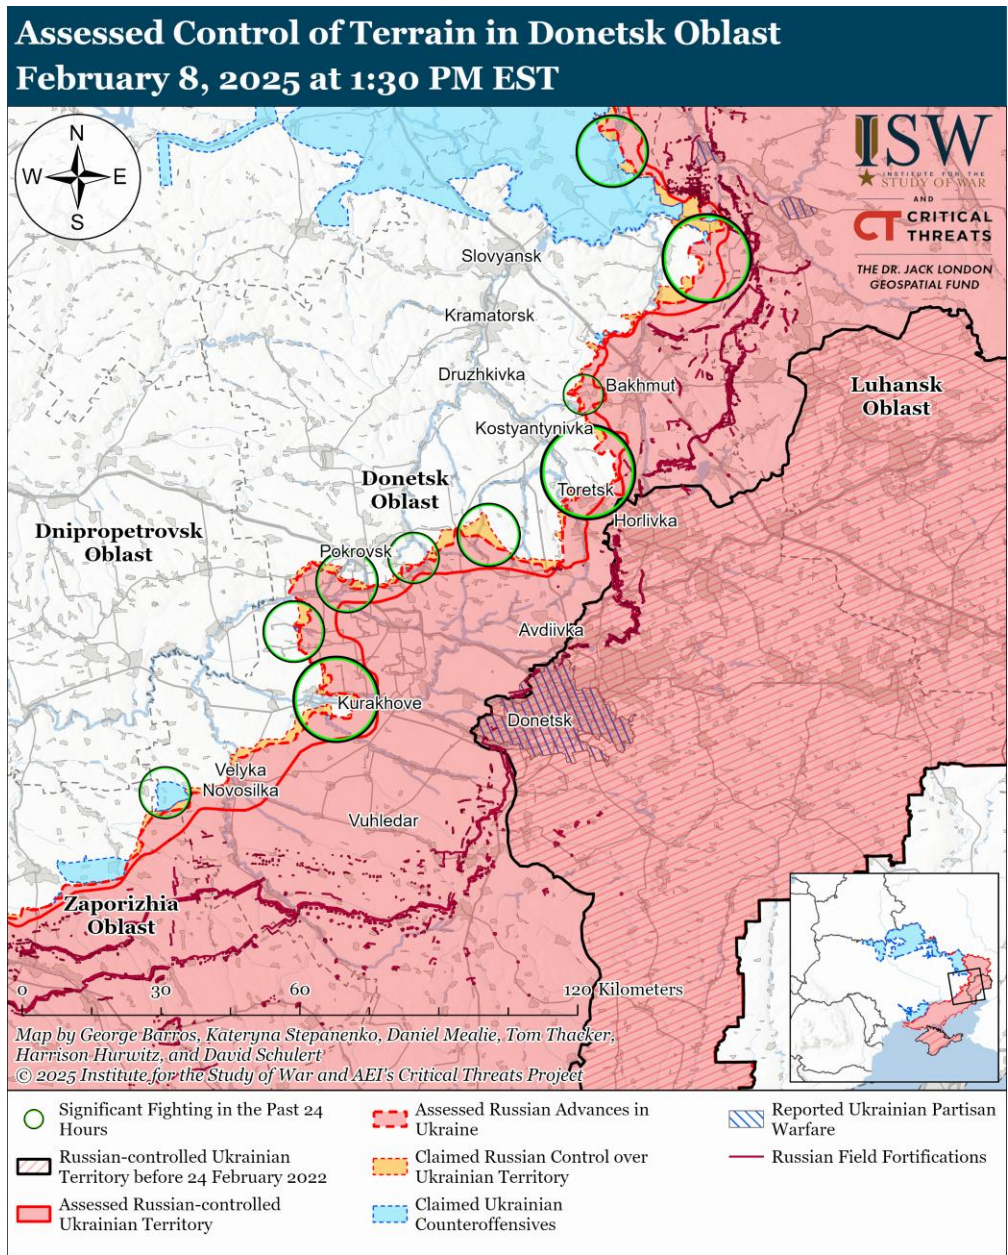 Assessed Control of Terrain in Donetsk Oblast
February 8, 2025 at 1:30 PM EST
N
W
E
S
ISW
INSTITUTE FOR THE
STUDY OF WAR
AND
CT CRITICAL
THREATS
THE DR. JACK LONDON
GEOSPATIAL FUND
Slovyansk
Kramatorsk
Druzhkivka
Bakhmut
Luhansk
Oblast
Kostyantynivka
Donetsk
Oblast
Toretsk
Horlivka
Dnipropetrovsk
Oblast
Pokrovsk
Avdiivka
Kurakhove
Donetsk
Velyka
Novosilka
Vuhledar
Zaporizhia
Oblast
0 30 60 120 Kilometers
Map by George Barros, Kateryna Stepanenko, Daniel Mealie, Tom Thacker,
Harrison Hurwitz, and David Schulert
© 2025 Institute for the Study of War and AEI's Critical Threats Project
Significant Fighting in the Past 24
Hours
Russian-controlled Ukrainian
Territory before 24 February 2022
Assessed Russian-controlled
Ukrainian Territory
Assessed Russian Advances in
Ukraine
Claimed Russian Control over
Ukrainian Territory
Claimed Ukrainian
Counteroffensives
Reported Ukrainian Partisan
Warfare
Russian Field Fortifications